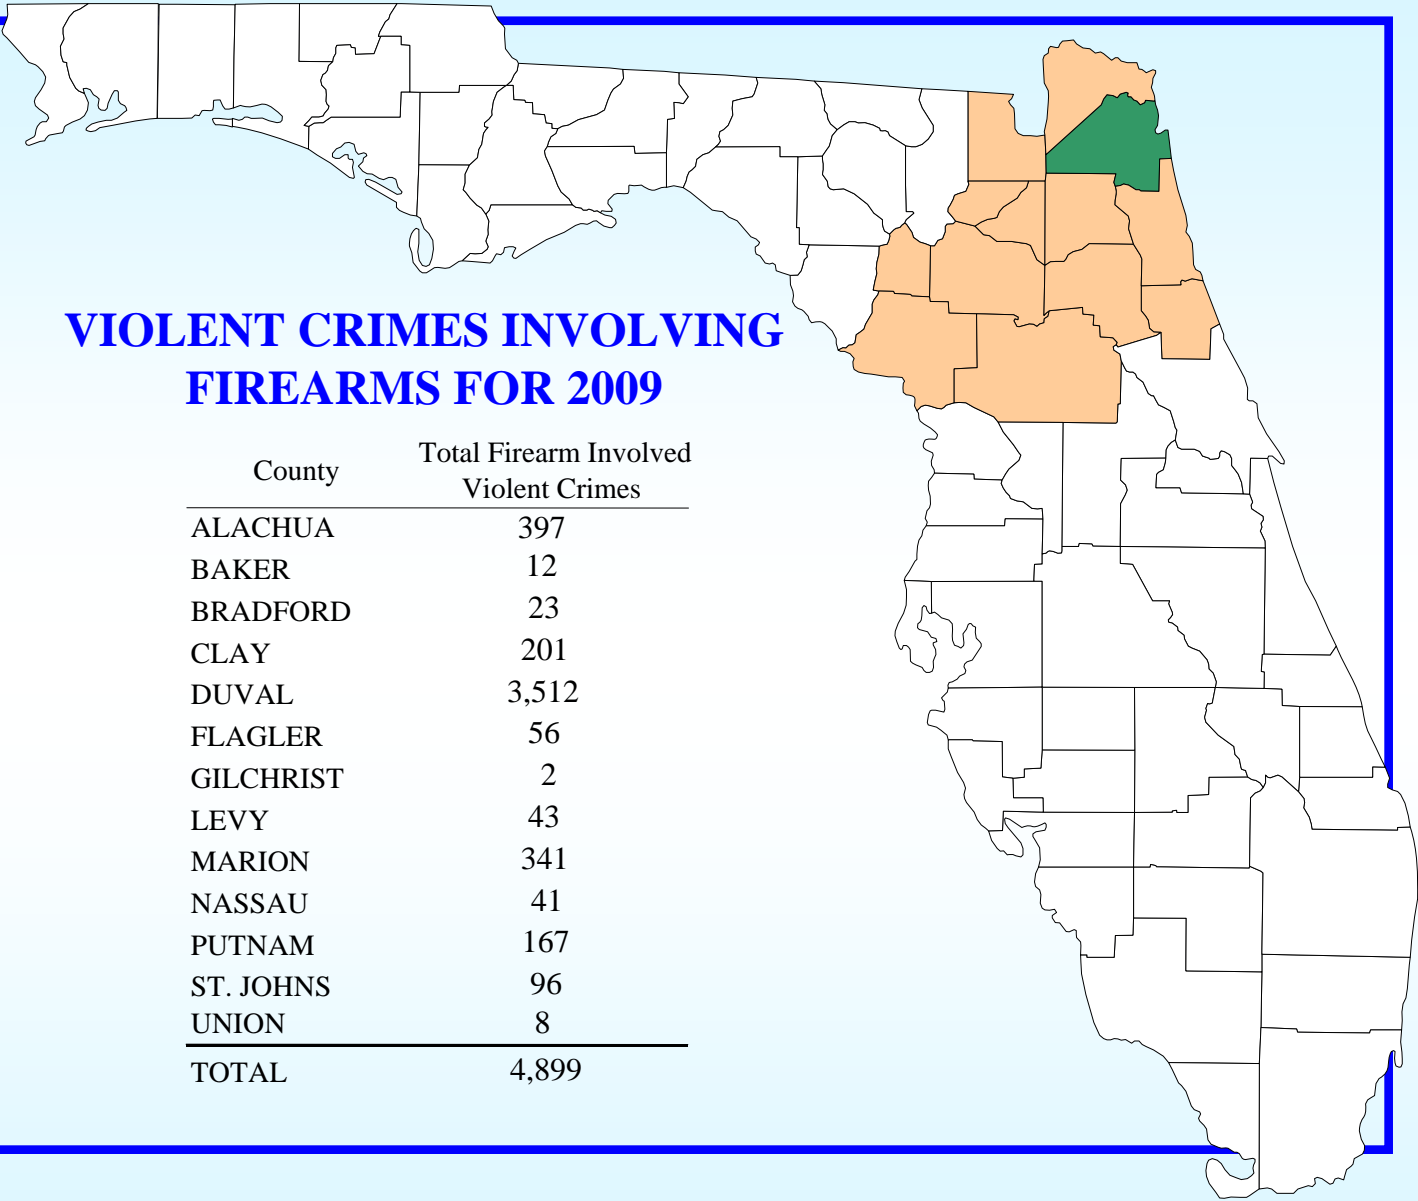 VIOLENT CRIMES INVOLVING
FIREARMS FOR 2009
County Total Firearm Involved
Violent Crimes
ALACHUA 397
BAKER 12
BRADFORD 23
CLAY 201
DUVAL 3,512
FLAGLER 56
GILCHRIST 2
LEVY 43
MARION 341
NASSAU 41
PUTNAM 167
ST. JOHNS 96
UNION 8
TOTAL 4,899